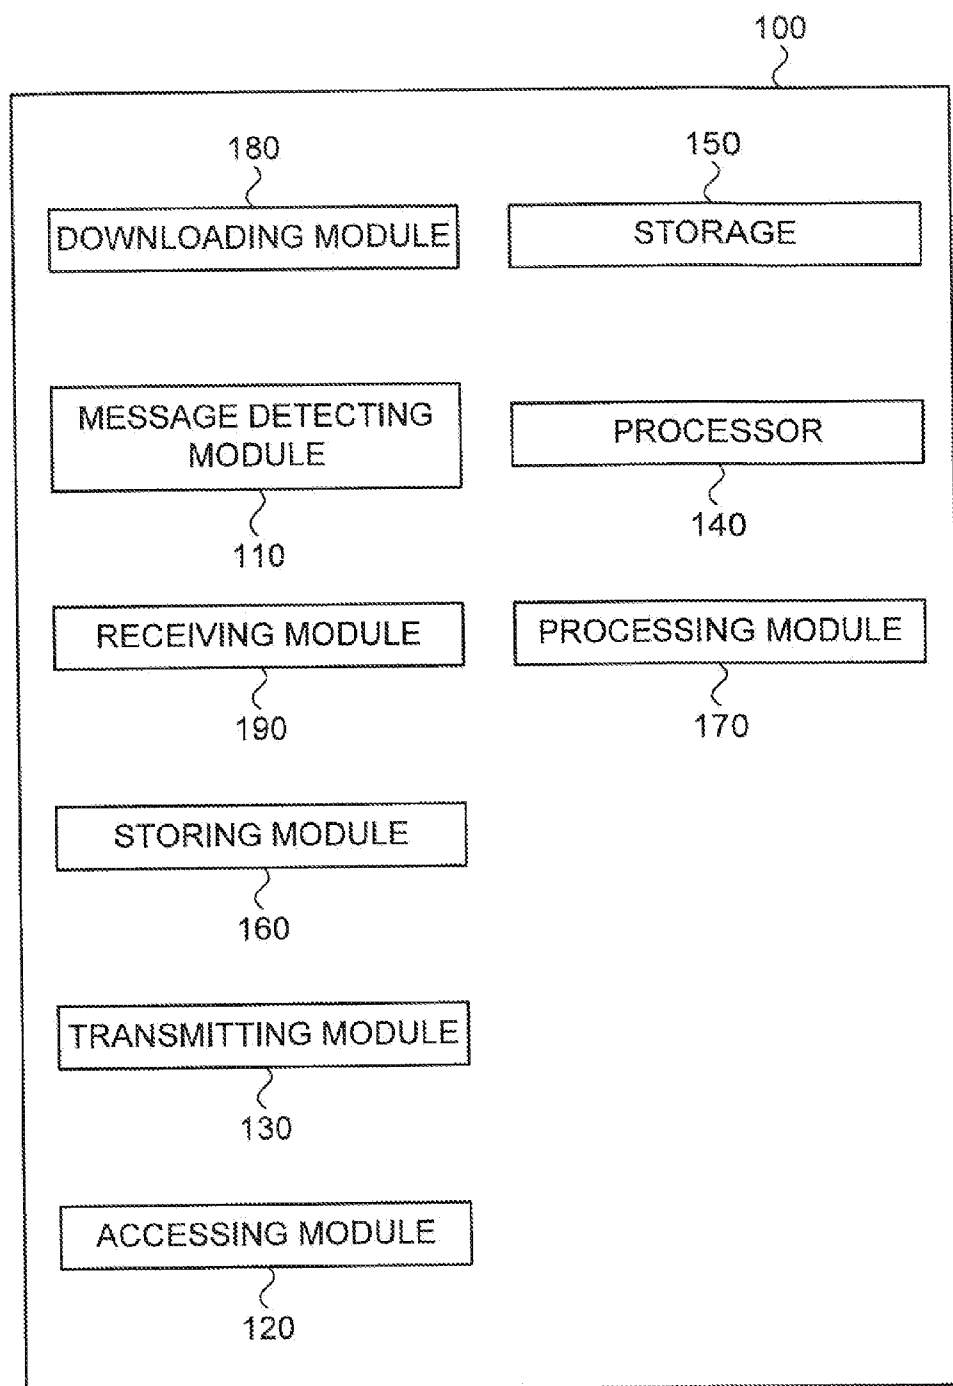 100
180
DOWNLOADING MODULE
150
STORAGE
MESSAGE DETECTING
MODULE
110
PROCESSOR
140
RECEIVING MODULE
190
PROCESSING MODULE
170
STORING MODULE
160
TRANSMITTING MODULE
130
ACCESSING MODULE
120